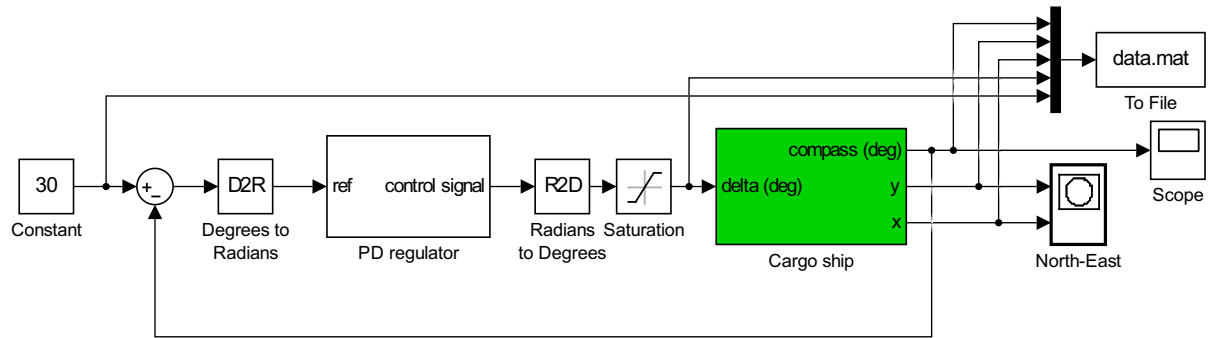 data.mat
To File
compass (deg)
30
+
−
D2R
ref
control signal
R2D
delta (deg)
y
x
Scope
Constant
Degrees to
Radians
PD regulator
Radians
to Degrees
Saturation
Cargo ship
North-East